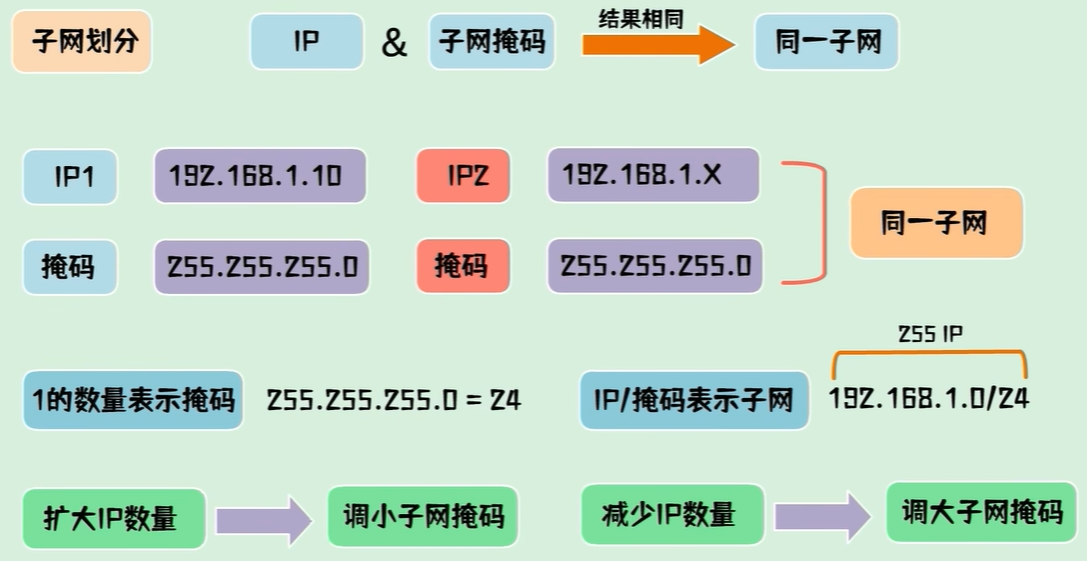 子网划分
IP & 子网掩码 结果相同 同一子网
IP1 192.168.1.10 IP2 192.168.1.X
同一子网
掩码 255.255.255.0 掩码 255.255.255.0
255 IP
1的数量表示掩码 255.255.255.0 = 24 IP/掩码表示子网 192.168.1.0/24
扩大IP数量 调小子网掩码 减少IP数量 调大子网掩码